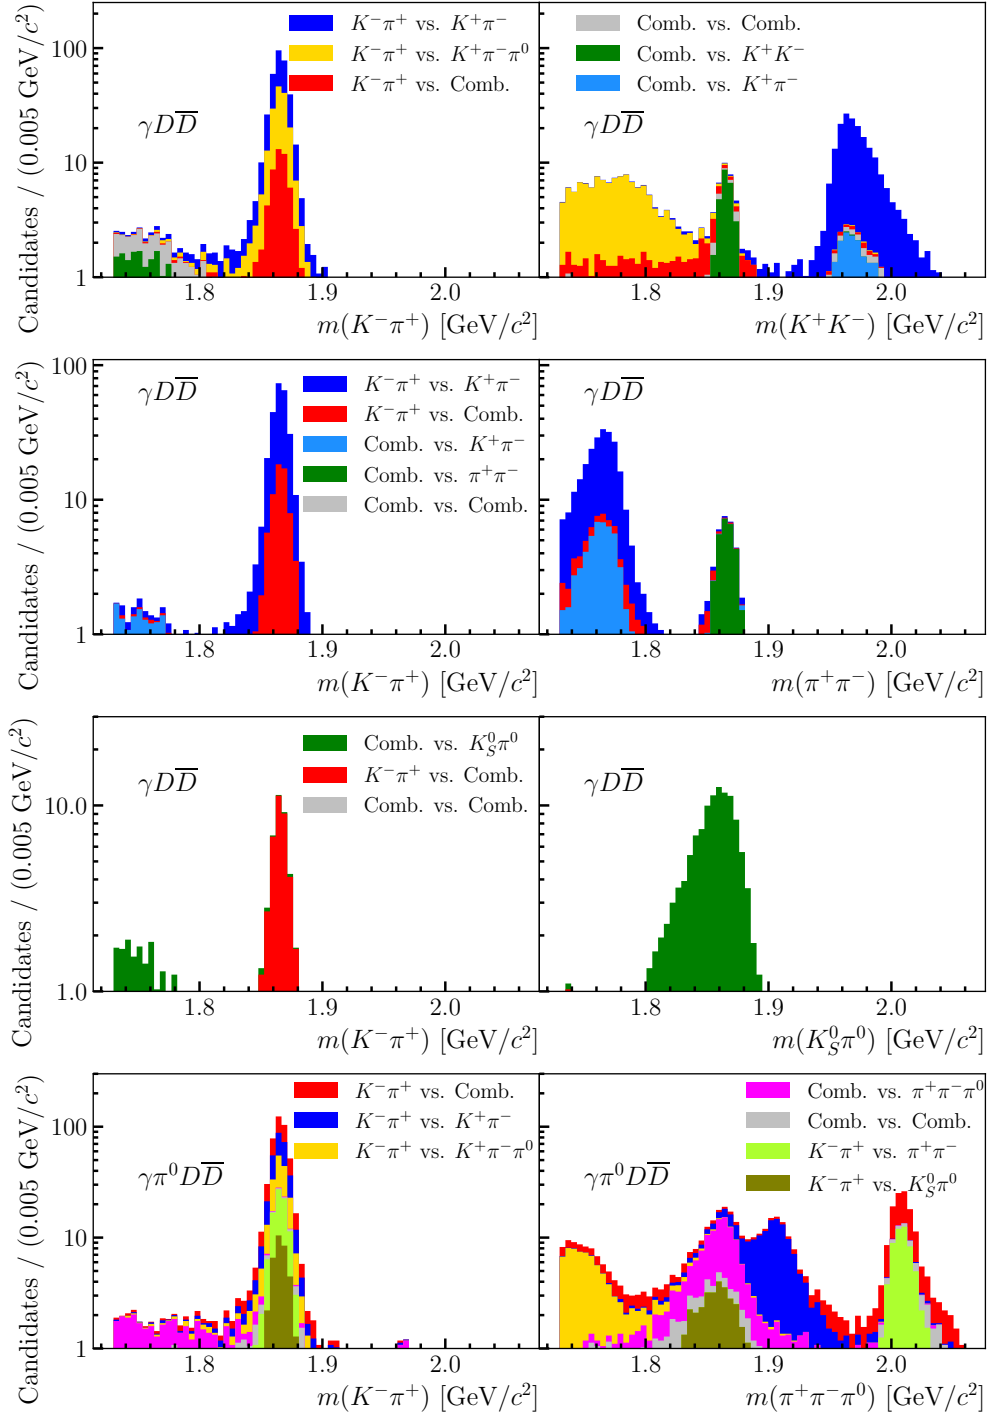 Candidates / (0.005 GeV/c²)
100
10
1
γDD̅
K⁻π⁺ vs. K⁺π⁻
K⁻π⁺ vs. K⁺π⁻π⁰
K⁻π⁺ vs. Comb.
1.8 1.9 2.0
m(K⁻π⁺) [GeV/c²]
γDD̅
Comb. vs. Comb.
Comb. vs. K⁺K⁻
Comb. vs. K⁺π⁻
1.8 1.9 2.0
m(K⁺K⁻) [GeV/c²]
Candidates / (0.005 GeV/c²)
100
10
1
γDD̅
K⁻π⁺ vs. K⁺π⁻
K⁻π⁺ vs. Comb.
Comb. vs. K⁺π⁻
Comb. vs. π⁺π⁻
Comb. vs. Comb.
1.8 1.9 2.0
m(K⁻π⁺) [GeV/c²]
γDD̅
1.8 1.9 2.0
m(π⁺π⁻) [GeV/c²]
Candidates / (0.005 GeV/c²)
10.0
1.0
γDD̅
Comb. vs. K_S⁰π⁰
K⁻π⁺ vs. Comb.
Comb. vs. Comb.
1.8 1.9 2.0
m(K⁻π⁺) [GeV/c²]
γDD̅
1.8 1.9 2.0
m(K_S⁰π⁰) [GeV/c²]
Candidates / (0.005 GeV/c²)
100
10
1
γπ⁰DD̅
K⁻π⁺ vs. Comb.
K⁻π⁺ vs. K⁺π⁻
K⁻π⁺ vs. K⁺π⁻π⁰
1.8 1.9 2.0
m(K⁻π⁺) [GeV/c²]
γπ⁰DD̅
Comb. vs. π⁺π⁻π⁰
Comb. vs. Comb.
K⁻π⁺ vs. π⁺π⁻
K⁻π⁺ vs. K_S⁰π⁰
1.8 1.9 2.0
m(π⁺π⁻π⁰) [GeV/c²]